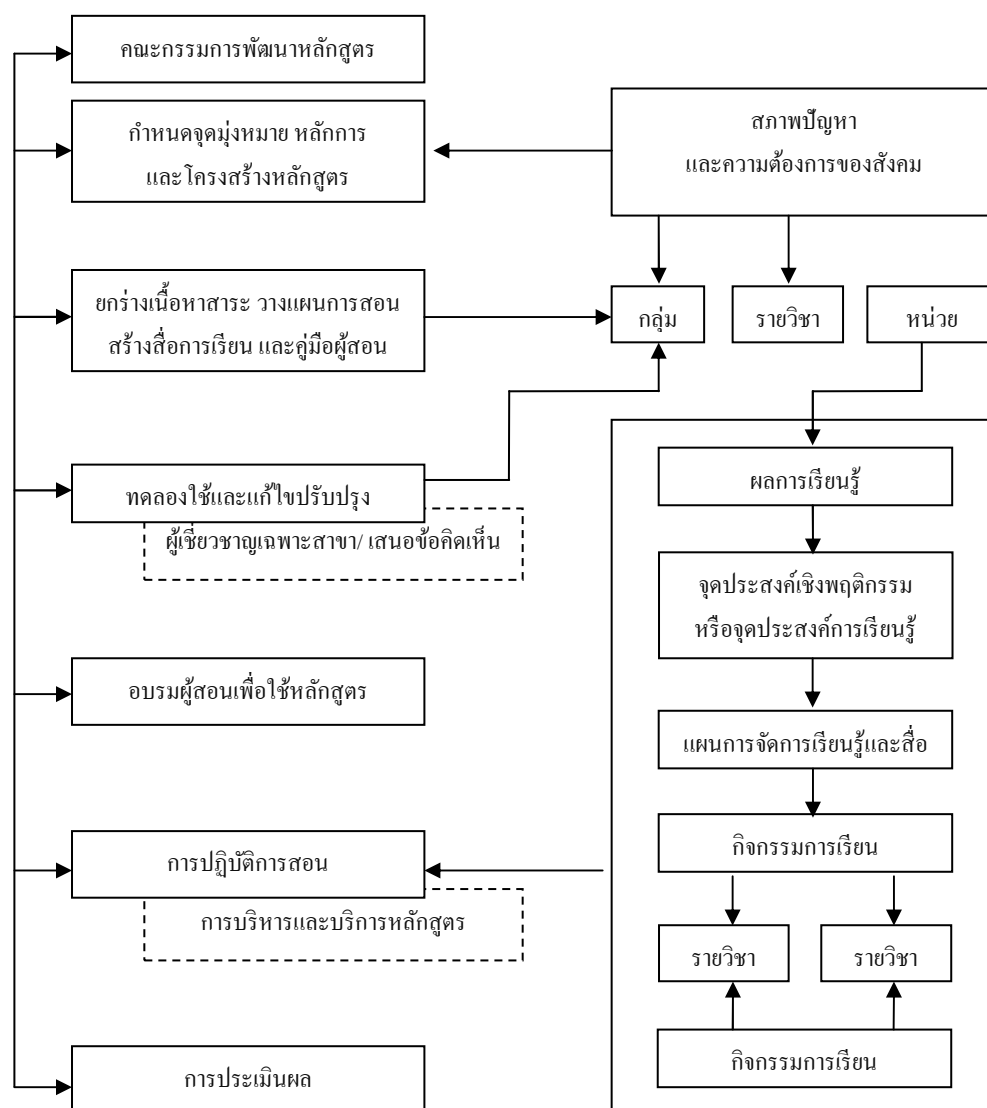 คณะกรรมการพัฒนาหลักสูตร
กำหนดจุดมุ่งหมาย หลักการ
และโครงสร้างหลักสูตร
สภาพปัญหา
และความต้องการของสังคม
ยกร่างเนื้อหาสาระ วางแผนการสอน
สร้างสื่อการเรียน และคู่มือผู้สอน
กลุ่ม
รายวิชา
หน่วย
ทดลองใช้และแก้ไขปรับปรุง
ผู้เชี่ยวชาญเฉพาะสาขา/ เสนอข้อคิดเห็น
ผลการเรียนรู้
จุดประสงค์เชิงพฤติกรรม
หรือจุดประสงค์การเรียนรู้
อบรมผู้สอนเพื่อใช้หลักสูตร
แผนการจัดการเรียนรู้และสื่อ
การปฏิบัติการสอน
การบริหารและบริการหลักสูตร
กิจกรรมการเรียน
รายวิชา
รายวิชา
กิจกรรมการเรียน
การประเมินผล